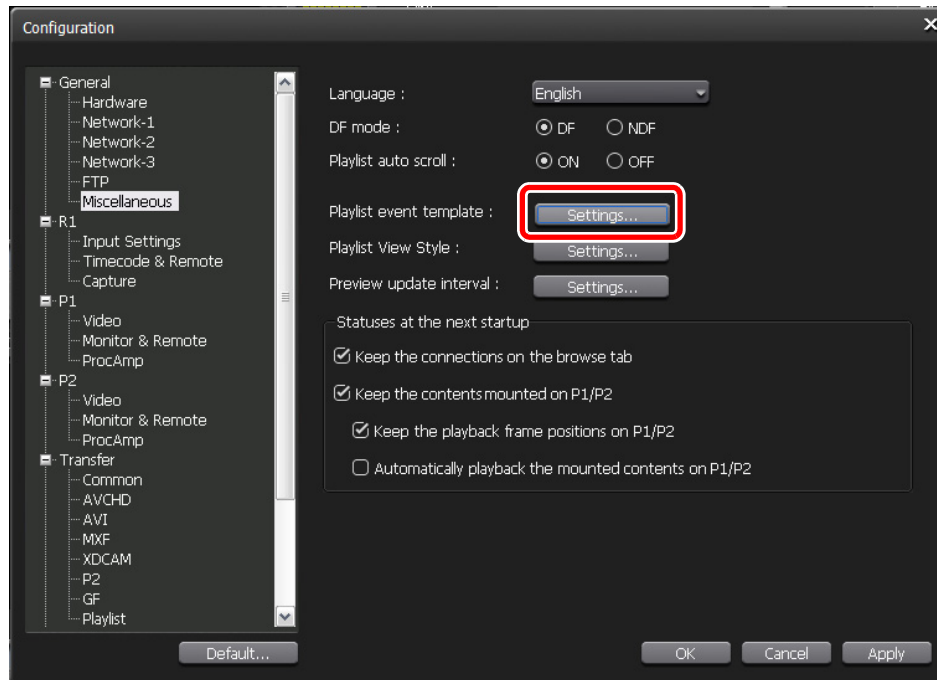 Configuration
General
Hardware
Network-1
Network-2
Network-3
FTP
Miscellaneous
R1
Input Settings
Timecode & Remote
Capture
P1
Video
Monitor & Remote
ProcAmp
P2
Video
Monitor & Remote
ProcAmp
Transfer
Common
AVCHD
AVI
MXF
XDCAM
P2
GF
Playlist
Default...
Language : English
DF mode : DF NDF
Playlist auto scroll : ON OFF
Playlist event template : Settings...
Playlist View Style : Settings...
Preview update interval : Settings...
Statuses at the next startup
Keep the connections on the browse tab
Keep the contents mounted on P1/P2
Keep the playback frame positions on P1/P2
Automatically playback the mounted contents on P1/P2
OK Cancel Apply